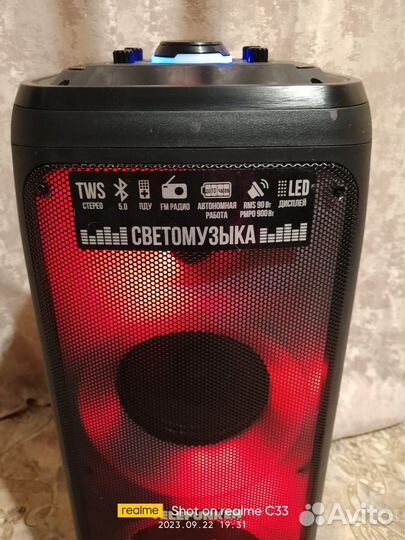 TWS СТЕРЕО 5.0 ПДУ FM РАДИО АВТОНОМНАЯ РАБОТА RMS 90 Вт PMPO 900 Вт LED ДИСПЛЕЙ
СВЕТОМУЗЫКА
TELEFUNKEN
realme Shot on realme C33
2023.09.22 19:31
Avito